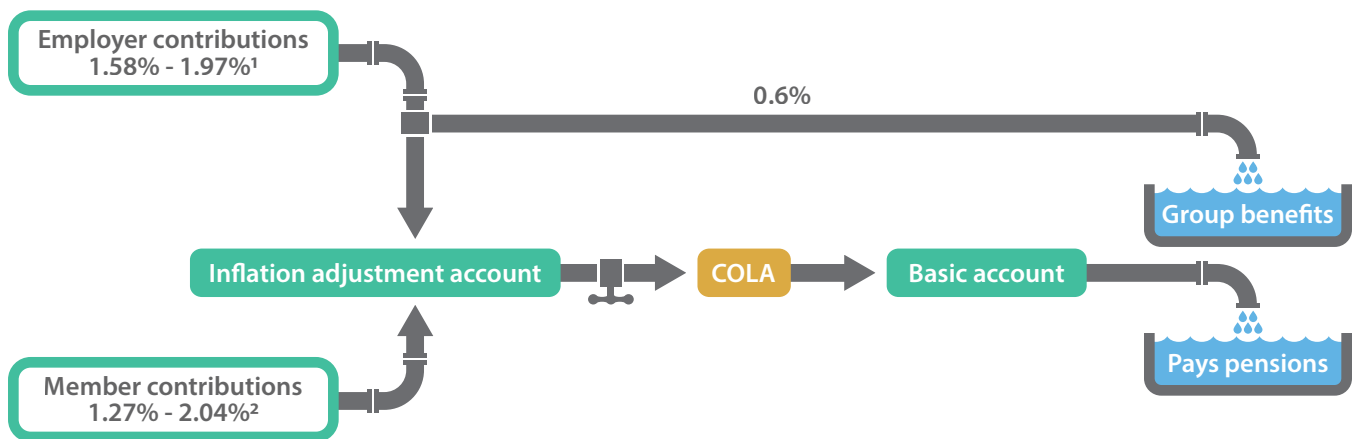 Employer contributions
1.58% - 1.97%¹
0.6%
Group benefits
Inflation adjustment account
COLA
Basic account
Pays pensions
Member contributions
1.27% - 2.04%²